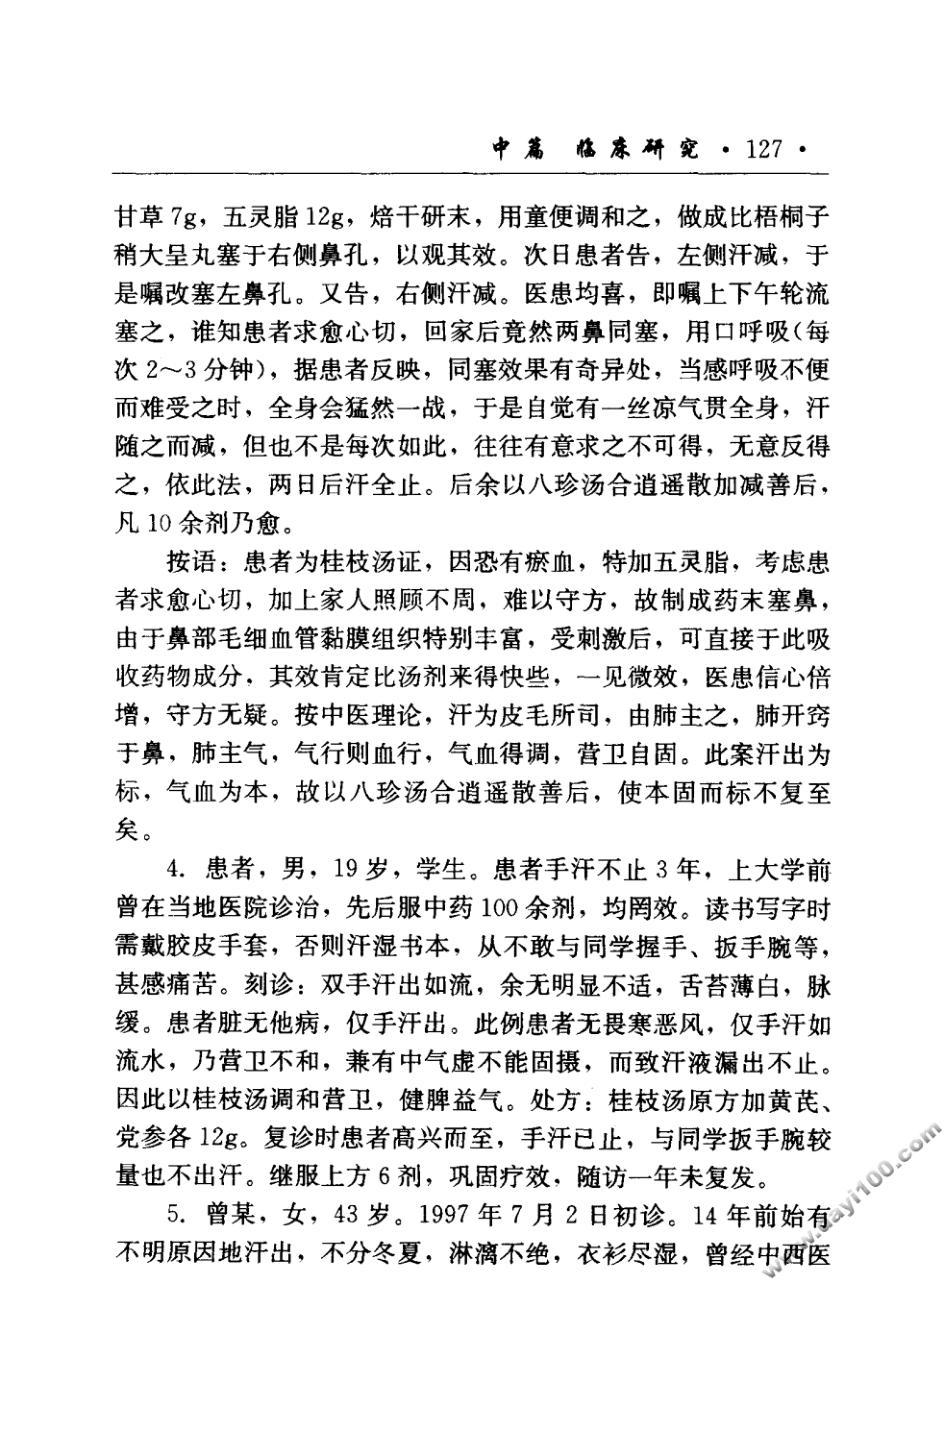 中篇 临床研究 · 127 ·
甘草 7g，五灵脂 12g，焙干研末，用童便调和之，做成比梧桐子
稍大呈丸塞于右侧鼻孔，以观其效。次日患者告，左侧汗减，于
是嘱改塞左鼻孔。又告，右侧汗减。医患均喜，即嘱上下午轮流
塞之，谁知患者求愈心切，回家后竟然两鼻同塞，用口呼吸（每
次 2～3 分钟），据患者反映，同塞效果有奇异处，当感呼吸不便
而难受之时，全身会猛然一战，于是自觉有一丝凉气贯全身，汗
随之而减，但也不是每次如此，往往有意求之不可得，无意反得
之，依此法，两日后汗全止。后余以八珍汤合逍遥散加减善后，
凡 10 余剂乃愈。
按语：患者为桂枝汤证，因恐有瘀血，特加五灵脂，考虑患
者求愈心切，加上家人照顾不周，难以守方，故制成药末塞鼻，
由于鼻部毛细血管黏膜组织特别丰富，受刺激后，可直接于此吸
收药物成分，其效肯定比汤剂来得快些，一见微效，医患信心倍
增，守方无疑。按中医理论，汗为皮毛所司，由肺主之，肺开窍
于鼻，肺主气，气行则血行，气血得调，营卫自固。此案汗出为
标，气血为本，故以八珍汤合逍遥散善后，使本固而标不复至
矣。
4. 患者，男，19 岁，学生。患者手汗不止 3 年，上大学前
曾在当地医院诊治，先后服中药 100 余剂，均罔效。读书写字时
需戴胶皮手套，否则汗湿书本，从不敢与同学握手、扳手腕等，
甚感痛苦。刻诊：双手汗出如流，余无明显不适，舌苔薄白，脉
缓。患者脏无他病，仅手汗出。此例患者无畏寒恶风，仅手汗如
流水，乃营卫不和，兼有中气虚不能固摄，而致汗液漏出不止。
因此以桂枝汤调和营卫，健脾益气。处方：桂枝汤原方加黄芪、
党参各 12g。复诊时患者高兴而至，手汗已止，与同学扳手腕较
量也不出汗。继服上方 6 剂，巩固疗效，随访一年未复发。
5. 曾某，女，43 岁。1997 年 7 月 2 日初诊。14 年前始有
不明原因地汗出，不分冬夏，淋漓不绝，衣衫尽湿，曾经中西医
www.dayi100.com